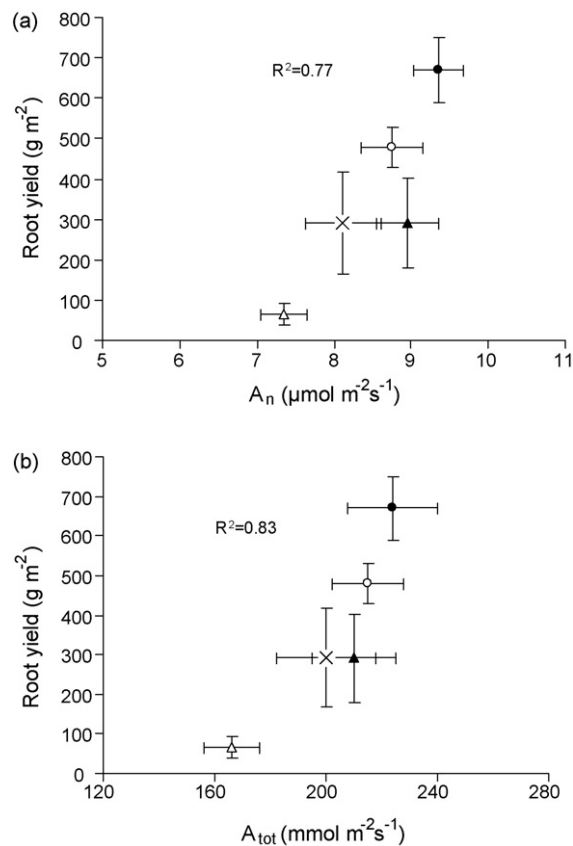 (a)
800
700
600
500
400
300
200
100
0
Root yield (g m⁻²)
R²=0.77
5 6 7 8 9 10 11
Aₙ (µmol m⁻²s⁻¹)
(b)
800
700
600
500
400
300
200
100
0
Root yield (g m⁻²)
R²=0.83
120 160 200 240 280
Aₜₒₜ (mmol m⁻²s⁻¹)